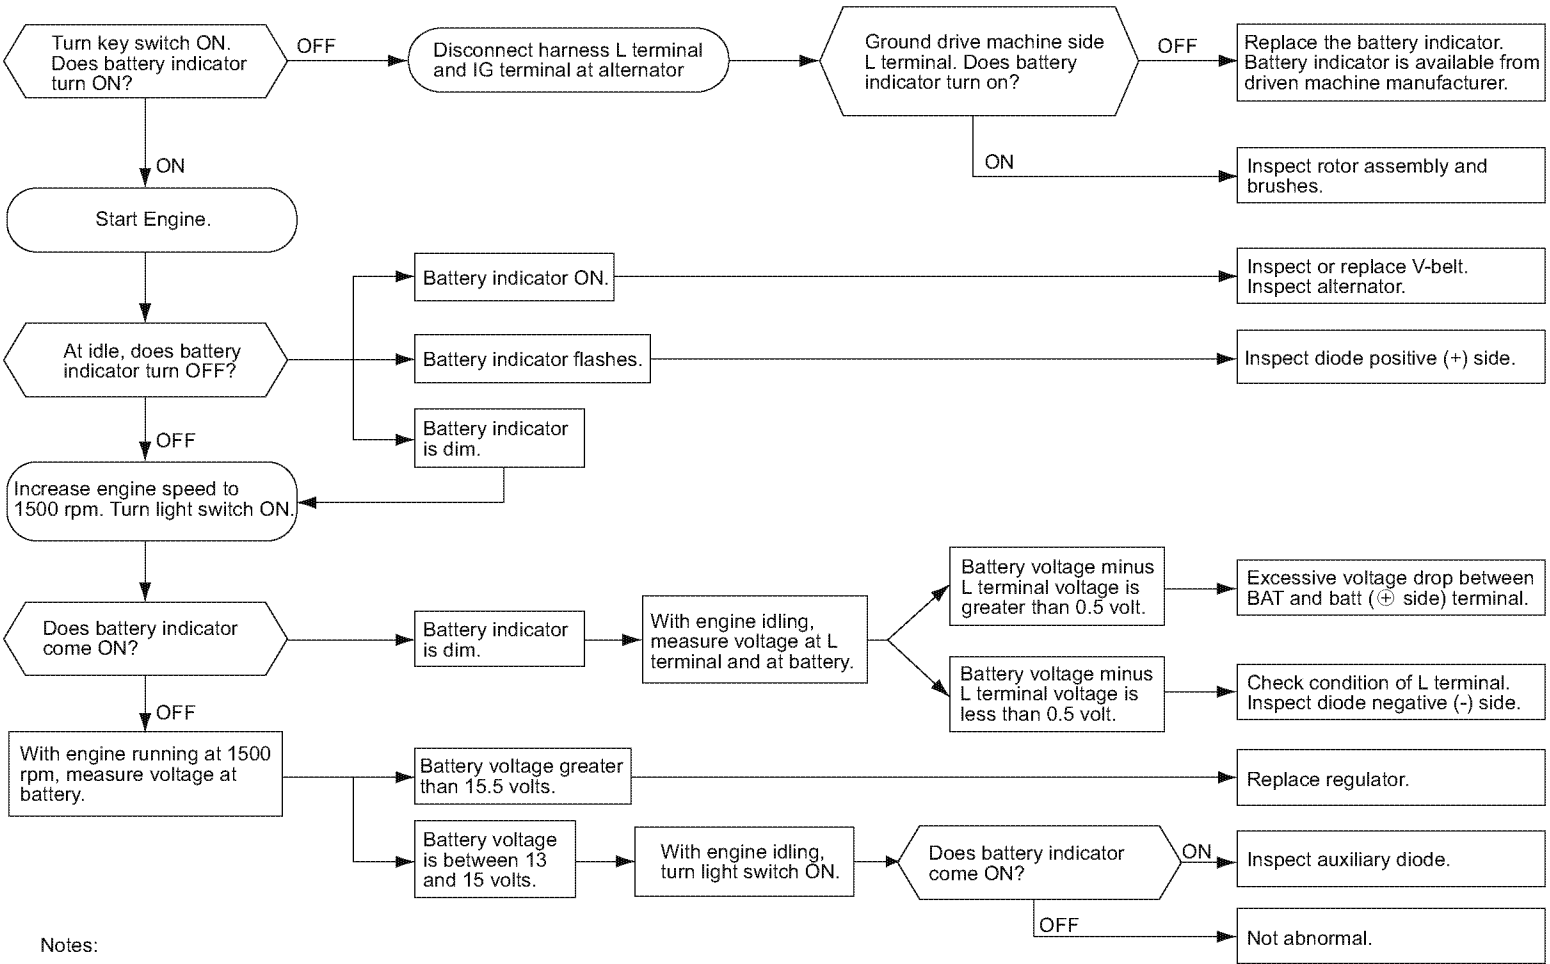 Turn key switch ON.
Does battery indicator
turn ON?
OFF
Disconnect harness L terminal
and IG terminal at alternator
Ground drive machine side
L terminal. Does battery
indicator turn on?
OFF
Replace the battery indicator.
Battery indicator is available from
driven machine manufacturer.
ON
ON
Inspect rotor assembly and
brushes.
Start Engine.
Battery indicator ON.
Inspect or replace V-belt.
Inspect alternator.
At idle, does battery
indicator turn OFF?
Battery indicator flashes.
Inspect diode positive (+) side.
OFF
Battery indicator
is dim.
Increase engine speed to
1500 rpm. Turn light switch ON.
Does battery indicator
come ON?
Battery indicator
is dim.
With engine idling,
measure voltage at L
terminal and at battery.
Battery voltage minus
L terminal voltage is
greater than 0.5 volt.
Excessive voltage drop between
BAT and batt (⊕ side) terminal.
Battery voltage minus
L terminal voltage is
less than 0.5 volt.
Check condition of L terminal.
Inspect diode negative (-) side.
OFF
With engine running at 1500
rpm, measure voltage at
battery.
Battery voltage greater
than 15.5 volts.
Replace regulator.
Battery voltage
is between 13
and 15 volts.
With engine idling,
turn light switch ON.
Does battery indicator
come ON?
ON
Inspect auxiliary diode.
OFF
Not abnormal.
Notes: